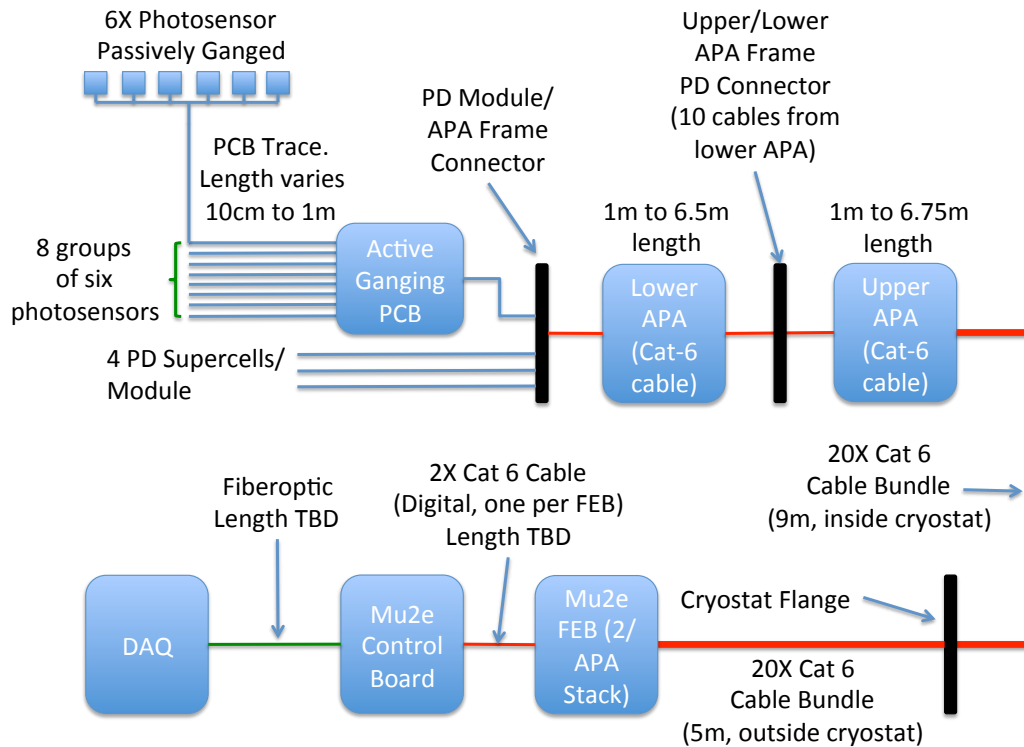 6X Photosensor
Passively Ganged
PCB Trace.
Length varies
10cm to 1m
8 groups
of six
photosensors
Active
Ganging
PCB
4 PD Supercells/
Module
PD Module/
APA Frame
Connector
Upper/Lower
APA Frame
PD Connector
(10 cables from
lower APA)
1m to 6.5m
length
Lower
APA
(Cat-6
cable)
1m to 6.75m
length
Upper
APA
(Cat-6
cable)
20X Cat 6
Cable Bundle
(9m, inside cryostat)
Fiberoptic
Length TBD
2X Cat 6 Cable
(Digital, one per FEB)
Length TBD
DAQ
Mu2e
Control
Board
Mu2e
FEB (2/
APA
Stack)
Cryostat Flange
20X Cat 6
Cable Bundle
(5m, outside cryostat)